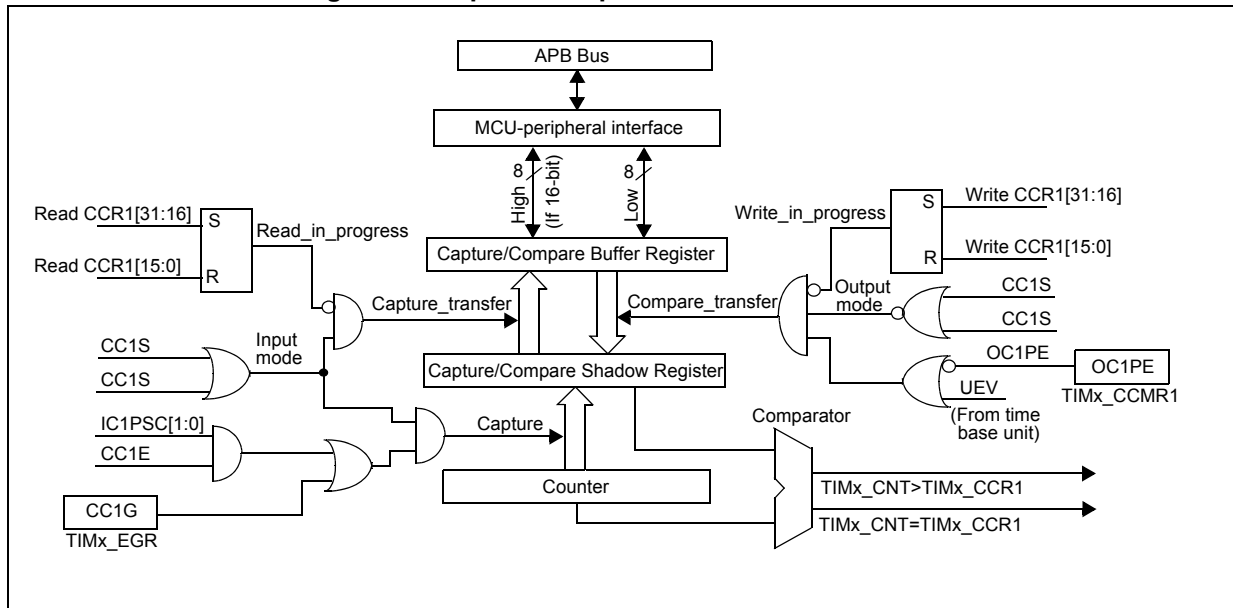 APB Bus
MCU-peripheral interface
8
High
(If 16-bit)
8
Low
Read CCR1[31:16]
S
Read_in_progress
Read CCR1[15:0]
R
Write_in_progress
S
Write CCR1[31:16]
R
Write CCR1[15:0]
Capture/Compare Buffer Register
Capture_transfer
Compare_transfer
Output
mode
CC1S
CC1S
CC1S
CC1S
Input
mode
Capture/Compare Shadow Register
OC1PE
OC1PE
UEV
TIMx_CCMR1
(From time
base unit)
IC1PSC[1:0]
CC1E
Capture
Comparator
CC1G
TIMx_EGR
Counter
TIMx_CNT>TIMx_CCR1
TIMx_CNT=TIMx_CCR1